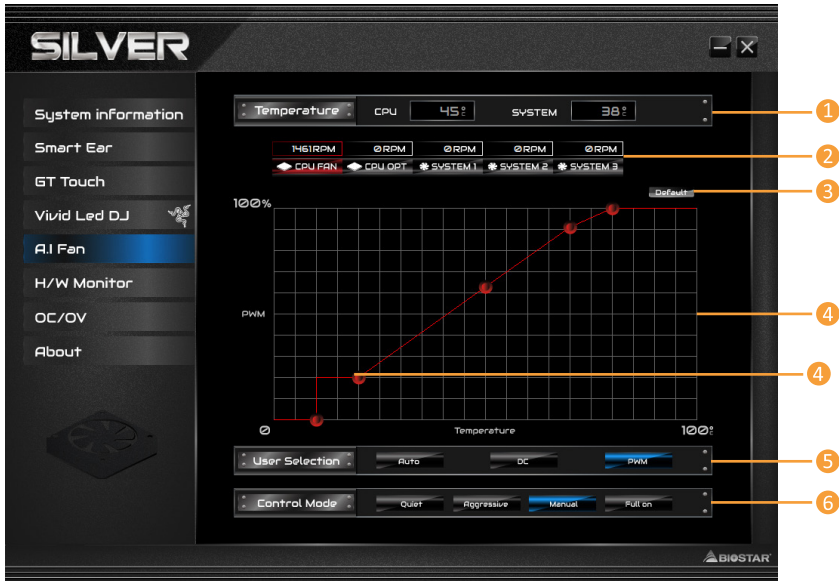 SILVER
System information
Smart Ear
GT Touch
Vivid Led DJ
A.I Fan
H/W Monitor
OC/OV
About
Temperature CPU 45°C SYSTEM 38°C 1
1461RPM 0RPM 0RPM 0RPM 0RPM 2
CPU FAN CPU OPT SYSTEM 1 SYSTEM 2 SYSTEM 3
Default 3
100%
PWM 4
4
0 Temperature 100°C
User Selection Auto DC PWM 5
Control Mode Quiet Aggressive Manual Full on 6
BIOSTAR